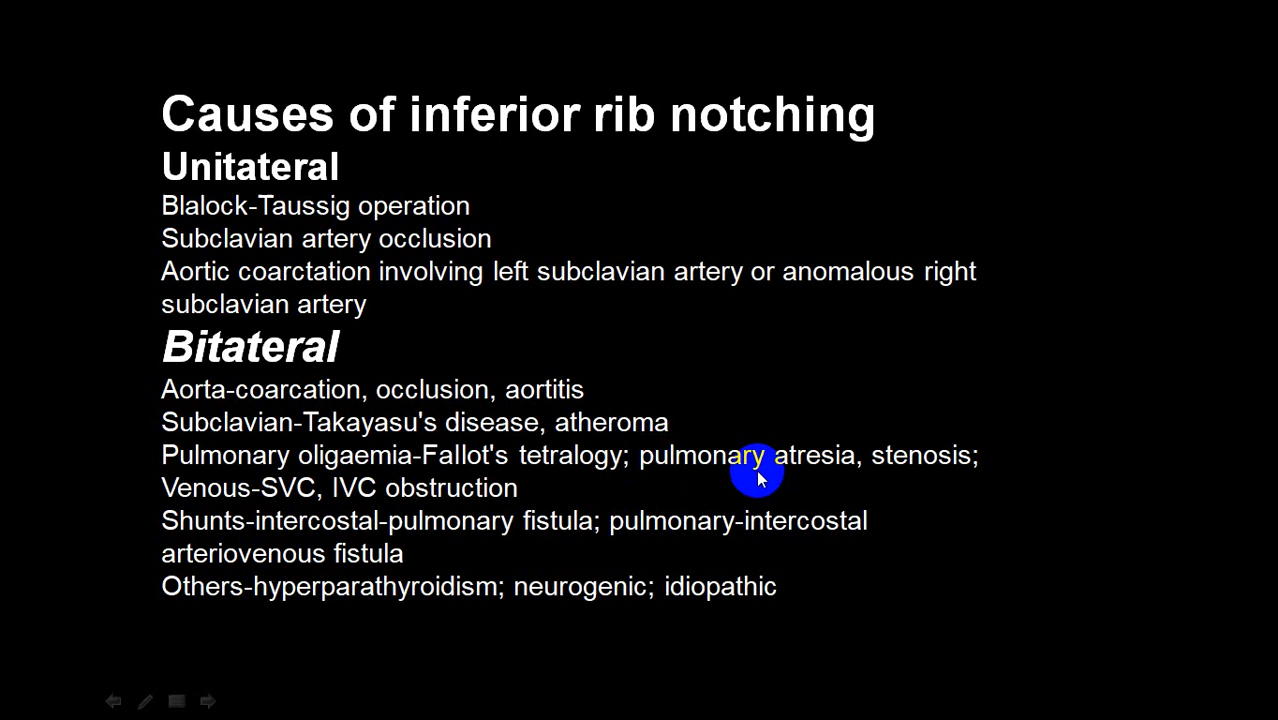 Causes of inferior rib notching
Unitateral
Blalock-Taussig operation
Subclavian artery occlusion
Aortic coarctation involving left subclavian artery or anomalous right
subclavian artery
Bitateral
Aorta-coarcation, occlusion, aortitis
Subclavian-Takayasu's disease, atheroma
Pulmonary oligaemia-Fallot's tetralogy; pulmonary atresia, stenosis;
Venous-SVC, IVC obstruction
Shunts-intercostal-pulmonary fistula; pulmonary-intercostal
arteriovenous fistula
Others-hyperparathyroidism; neurogenic; idiopathic